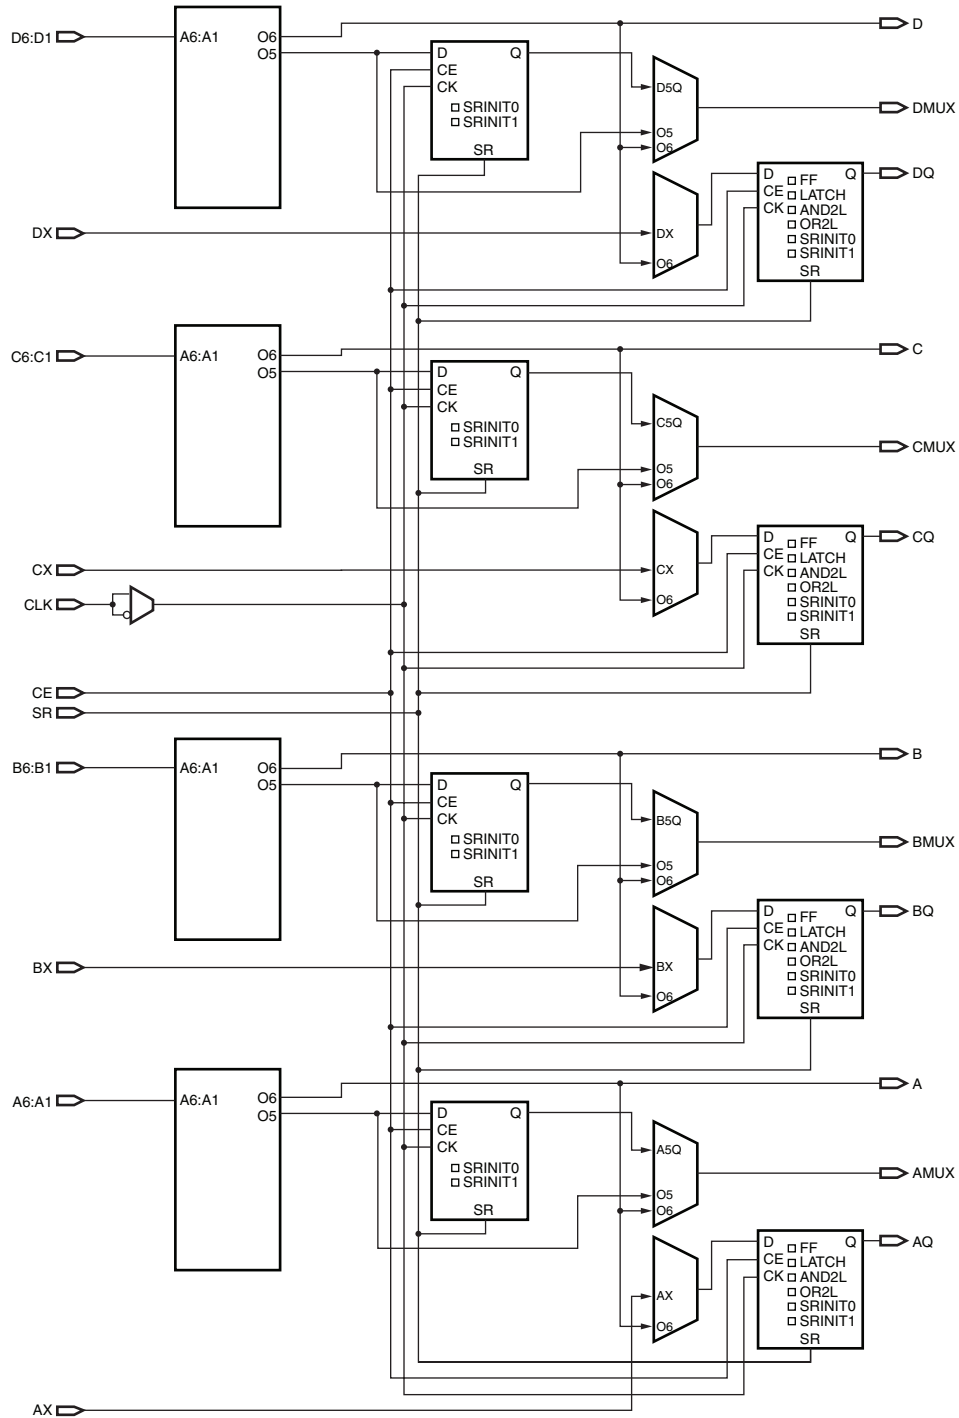 D6:D1 A6:A1 O6 D
O5 D Q
CE
CK D5Q
SRINIT0 DMUX
SRINIT1
O5
SR O6
D Q DQ
FF
CE LATCH
CK AND2L
OR2L
DX DX SRINIT0
SRINIT1
O6 SR
C6:C1 A6:A1 O6 C
O5 D Q
CE
CK
C5Q
SRINIT0
SRINIT1 CMUX
SR O5
O6
D Q CQ
FF
CE LATCH
CX CX CK AND2L
OR2L
CLK O6 SRINIT0
SRINIT1
SR
CE
SR
B6:B1 A6:A1 O6 B
O5 D Q
CE
CK B5Q
SRINIT0 BMUX
SRINIT1
O5
SR O6
D Q BQ
FF
CE LATCH
CK AND2L
OR2L
BX BX SRINIT0
SRINIT1
O6 SR
A6:A1 A6:A1 O6 A
O5 D Q
CE
CK A5Q
SRINIT0 AMUX
SRINIT1
O5
SR O6
D Q AQ
FF
CE LATCH
CK AND2L
OR2L
AX SRINIT0
SRINIT1
O6 SR
AX